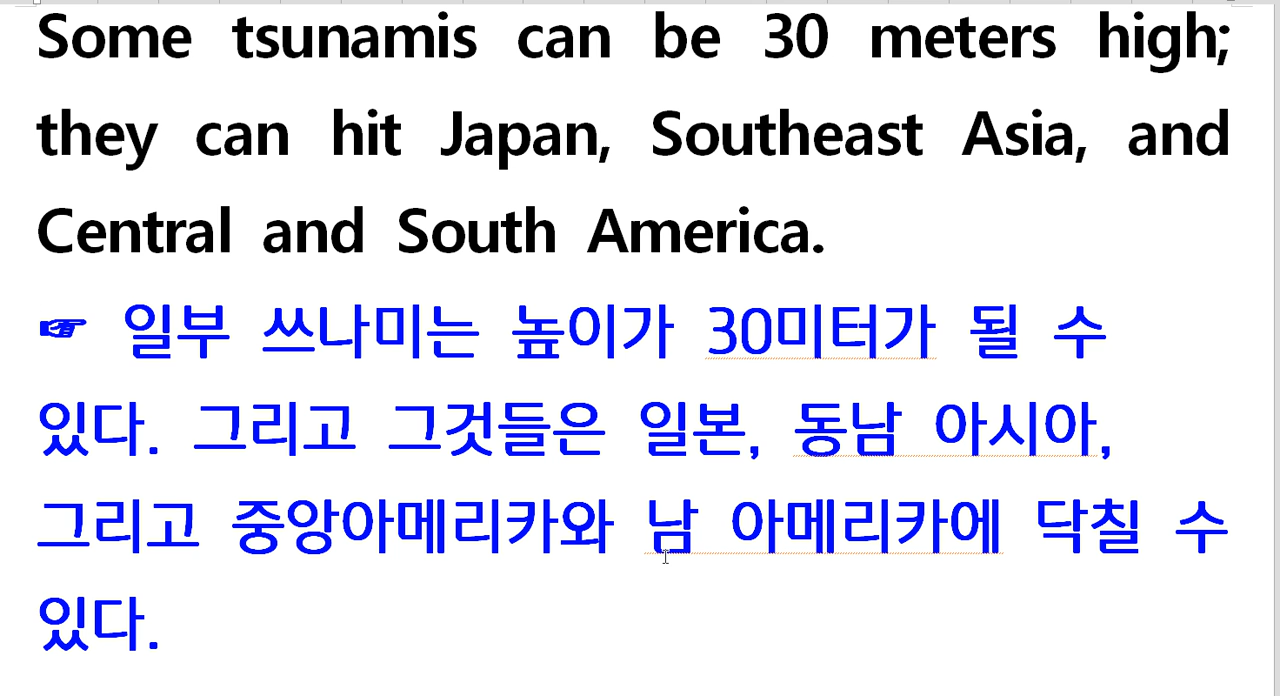 Some tsunamis can be 30 meters high;
they can hit Japan, Southeast Asia, and
Central and South America.
☞ 일부 쓰나미는 높이가 30미터가 될 수
있다. 그리고 그것들은 일본, 동남 아시아,
그리고 중앙아메리카와 남 아메리카에 닥칠 수
있다.